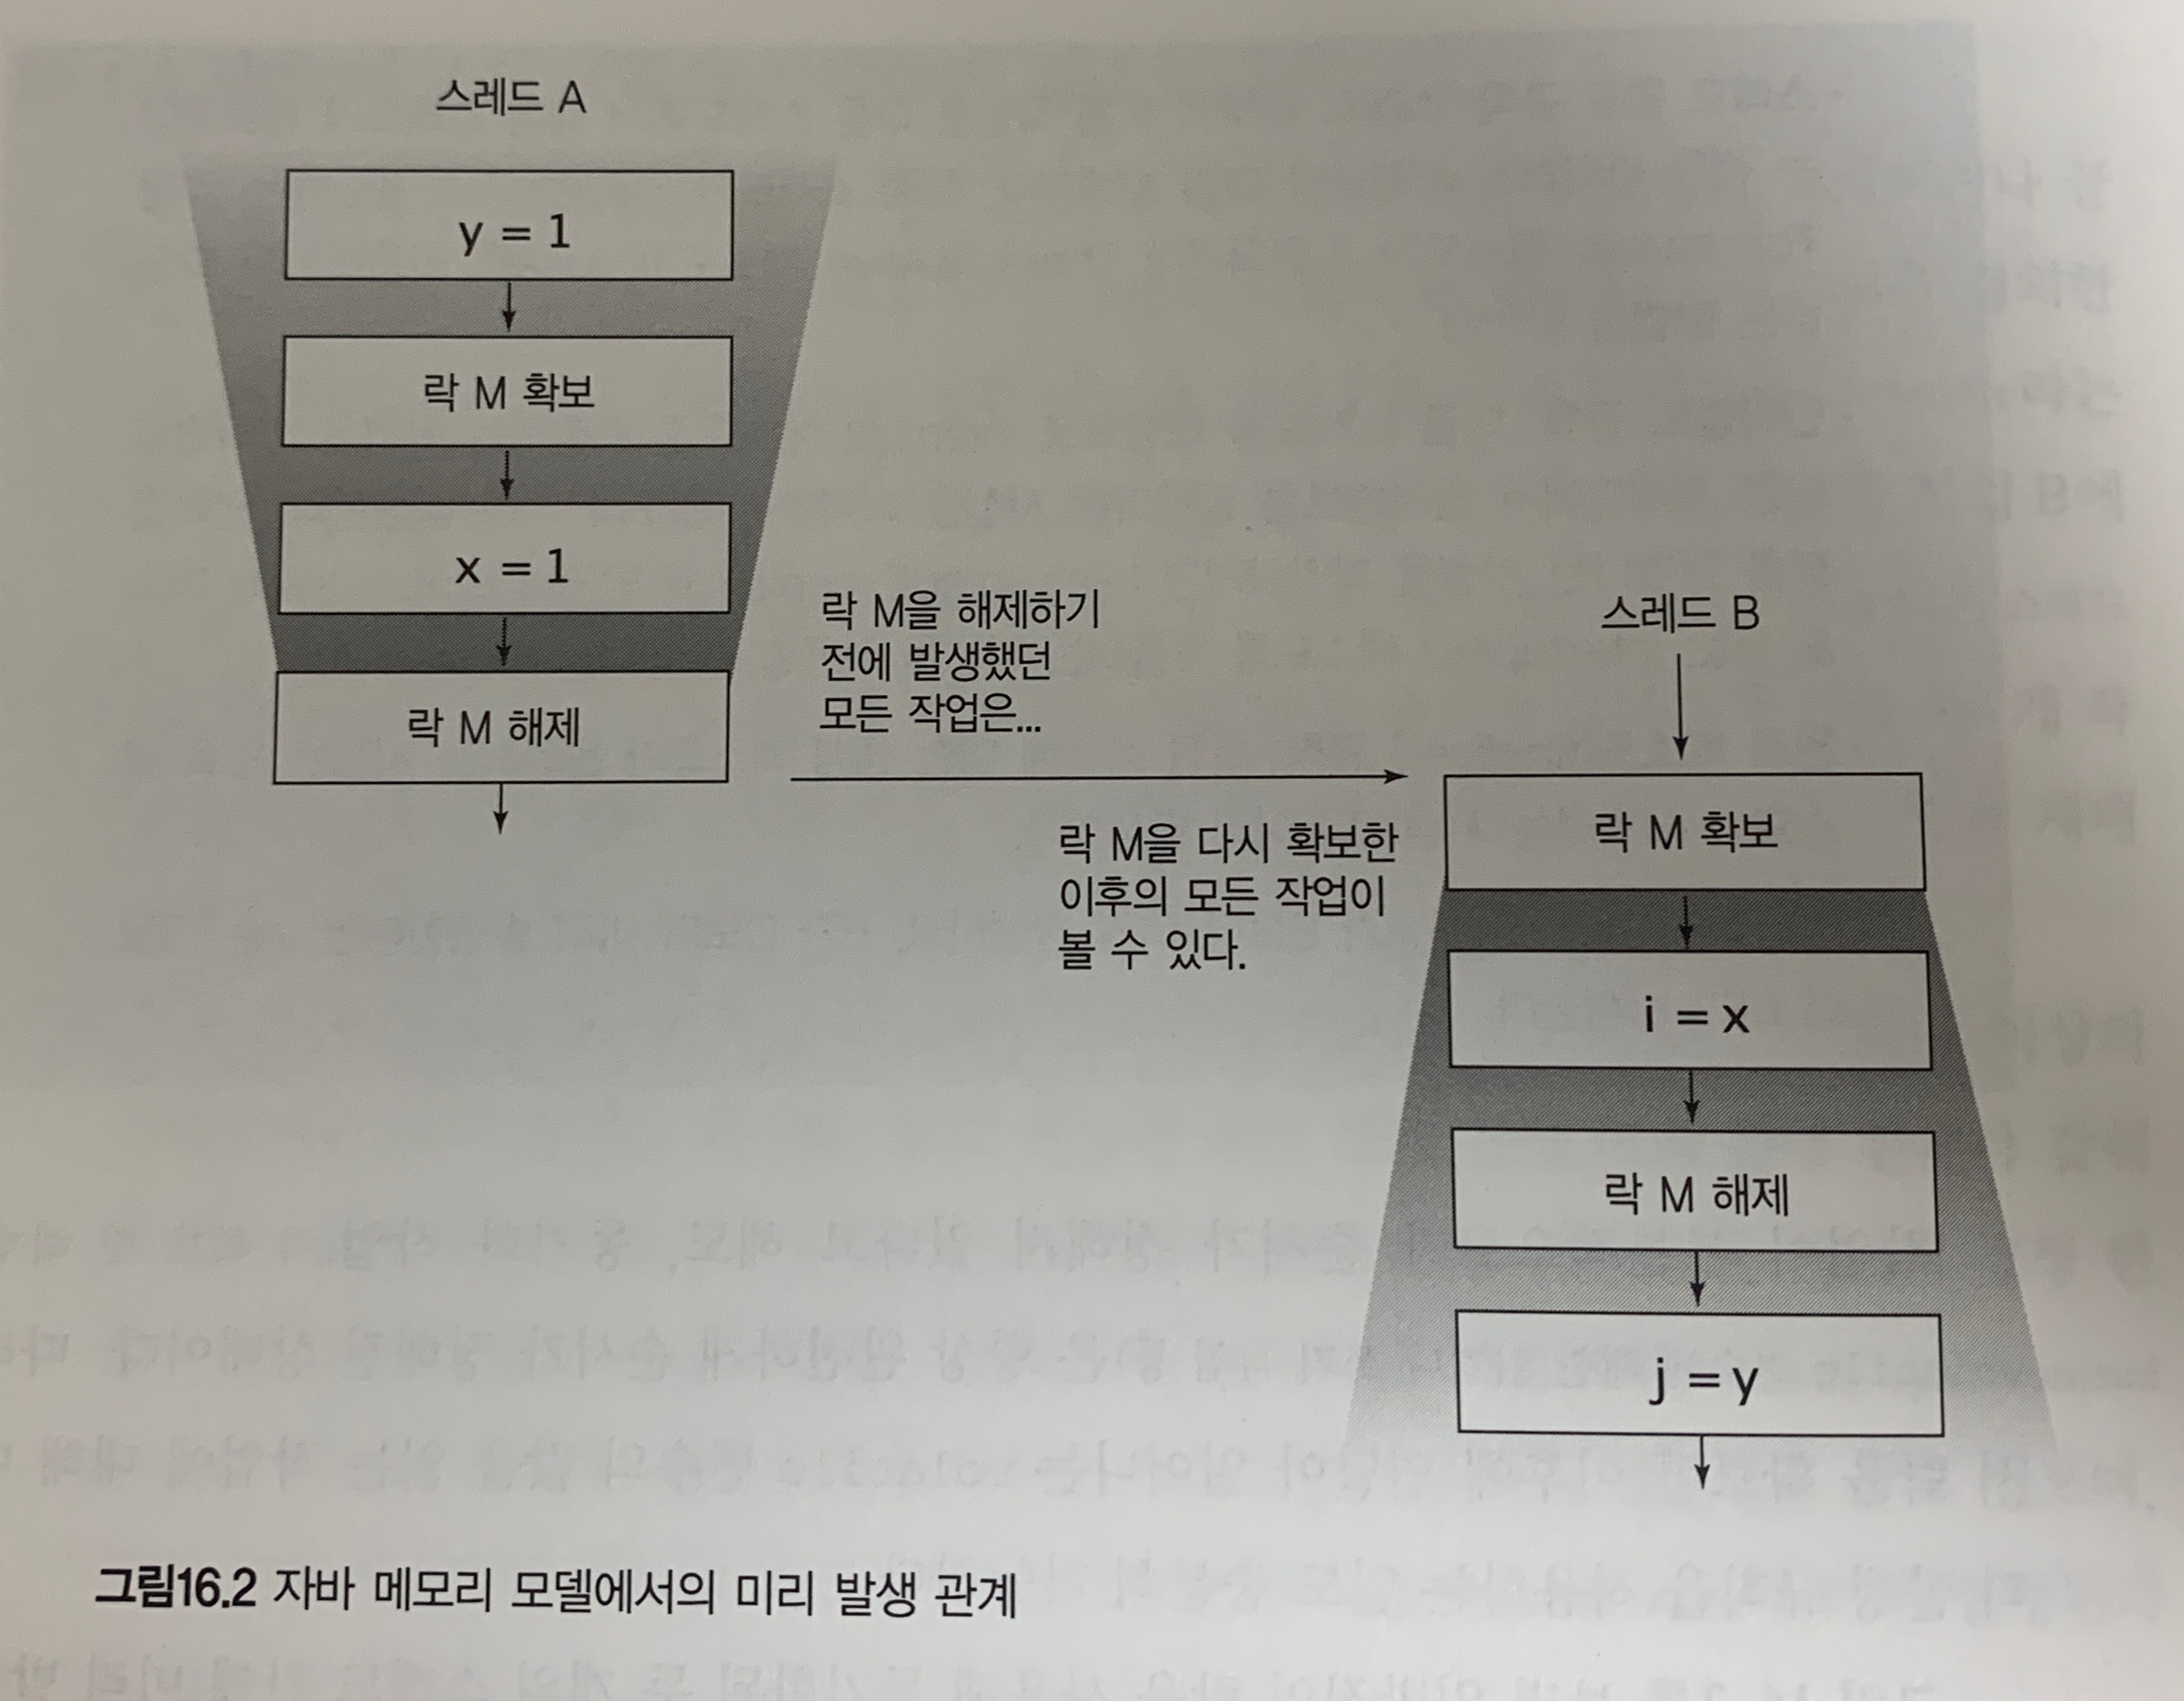 스레드 A
y = 1
락 M 확보
x = 1
락 M 해제
락 M을 해제하기
전에 발생했던
모든 작업은...
스레드 B
락 M 확보
락 M을 다시 확보한
이후의 모든 작업이
볼 수 있다.
i = x
락 M 해제
j = y
그림16.2 자바 메모리 모델에서의 미리 발생 관계